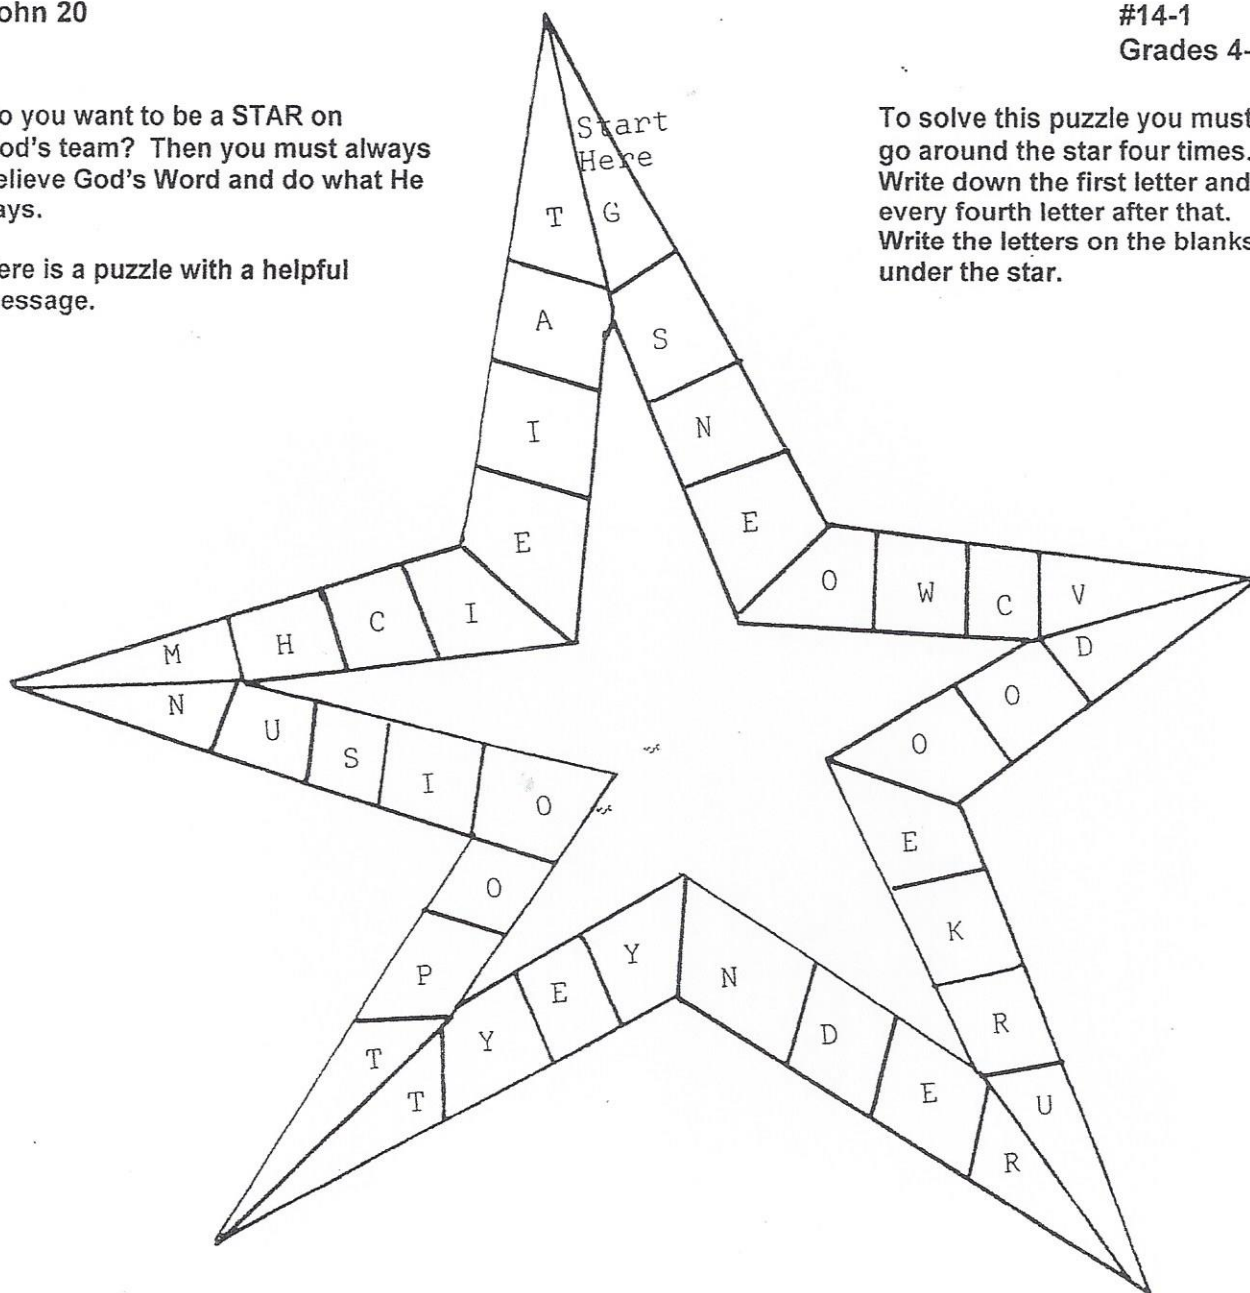 ohn 20
#14-1
Grades 4-
o you want to be a STAR on
od's team? Then you must always
elieve God's Word and do what He
ays.
ere is a puzzle with a helpful
essage.
To solve this puzzle you must
go around the star four times.
Write down the first letter and
every fourth letter after that.
Write the letters on the blanks
under the star.
Start
Here
G
S
N
E
O
W
C
V
D
O
O
E
K
R
U
R
E
D
N
Y
E
Y
T
T
P
O
O
I
S
U
N
M
H
C
I
E
I
A
T